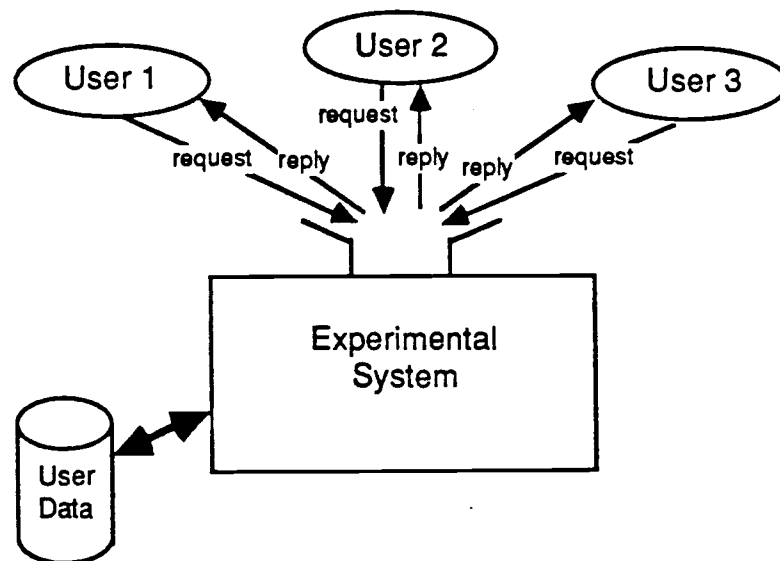 User 1
User 2
User 3
request
reply
request
reply
reply
request
Experimental
System
User
Data